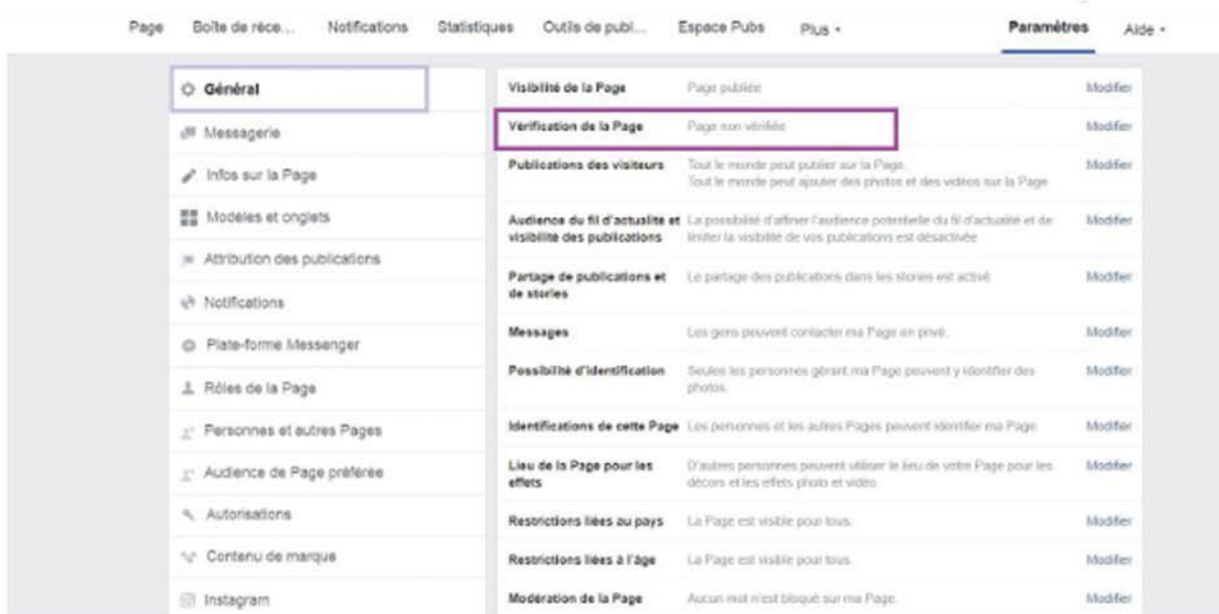 Page Boîte de réce... Notifications Statistiques Outils de publ... Espace Pubs Plus Paramètres Aide
Général
Messagerie
Infos sur la Page
Modèles et onglets
Attribution des publications
Notifications
Plate-forme Messenger
Rôles de la Page
Personnes et autres Pages
Audience de Page préférée
Autorisations
Contenu de marque
Instagram
Visibilité de la Page Page publiée Modifier
Vérification de la Page Page non vérifiée Modifier
Publications des visiteurs Tout le monde peut publier sur la Page. Modifier
Tout le monde peut ajouter des photos et des vidéos sur la Page
Audience du fil d'actualité et La possibilité d'affiner l'audience potentielle du fil d'actualité et de Modifier
visibilité des publications limiter la visibilité de vos publications est désactivée
Partage de publications et Le partage des publications dans les stories est activé Modifier
de stories
Messages Les gens peuvent contacter ma Page en privé. Modifier
Possibilité d'identification Seules les personnes gérant ma Page peuvent y identifier des Modifier
photos.
Identifications de cette Page Les personnes et les autres Pages peuvent identifier ma Page. Modifier
Lieu de la Page pour les D'autres personnes peuvent utiliser le lieu de votre Page pour les Modifier
effets décors et les effets photo et vidéo.
Restrictions liées au pays La Page est visible pour tous. Modifier
Restrictions liées à l'âge La Page est visible pour tous. Modifier
Modération de la Page Aucun mot n'est bloqué sur ma Page. Modifier